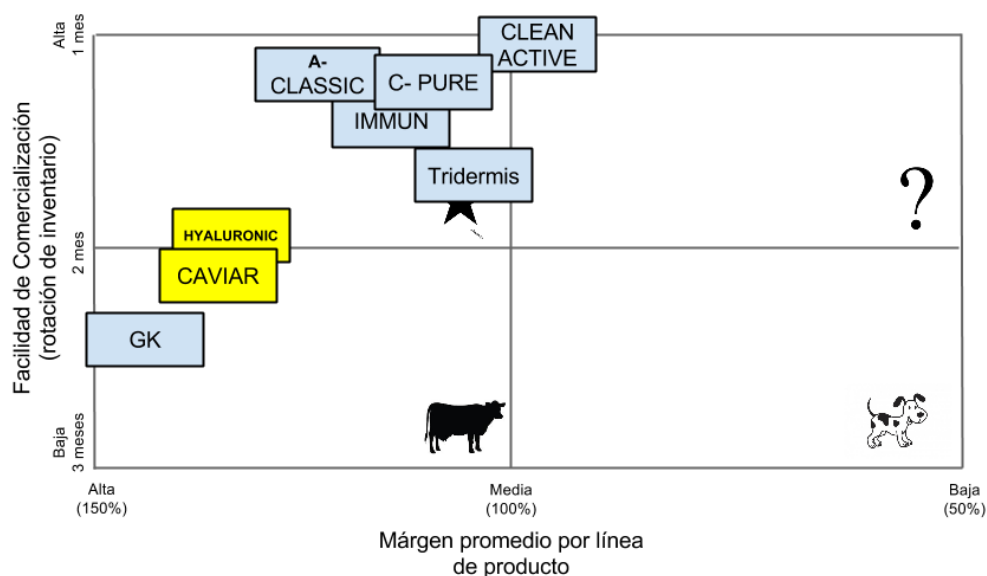 Facilidad de Comercialización
(rotación de inventario)
Alta
1 mes
2 mes
Baja
3 meses
CLEAN
ACTIVE
A-
CLASSIC
C- PURE
IMMUN
Tridermis
?
HYALURONIC
CAVIAR
GK
Alta
(150%)
Media
(100%)
Baja
(50%)
Márgen promedio por línea
de producto